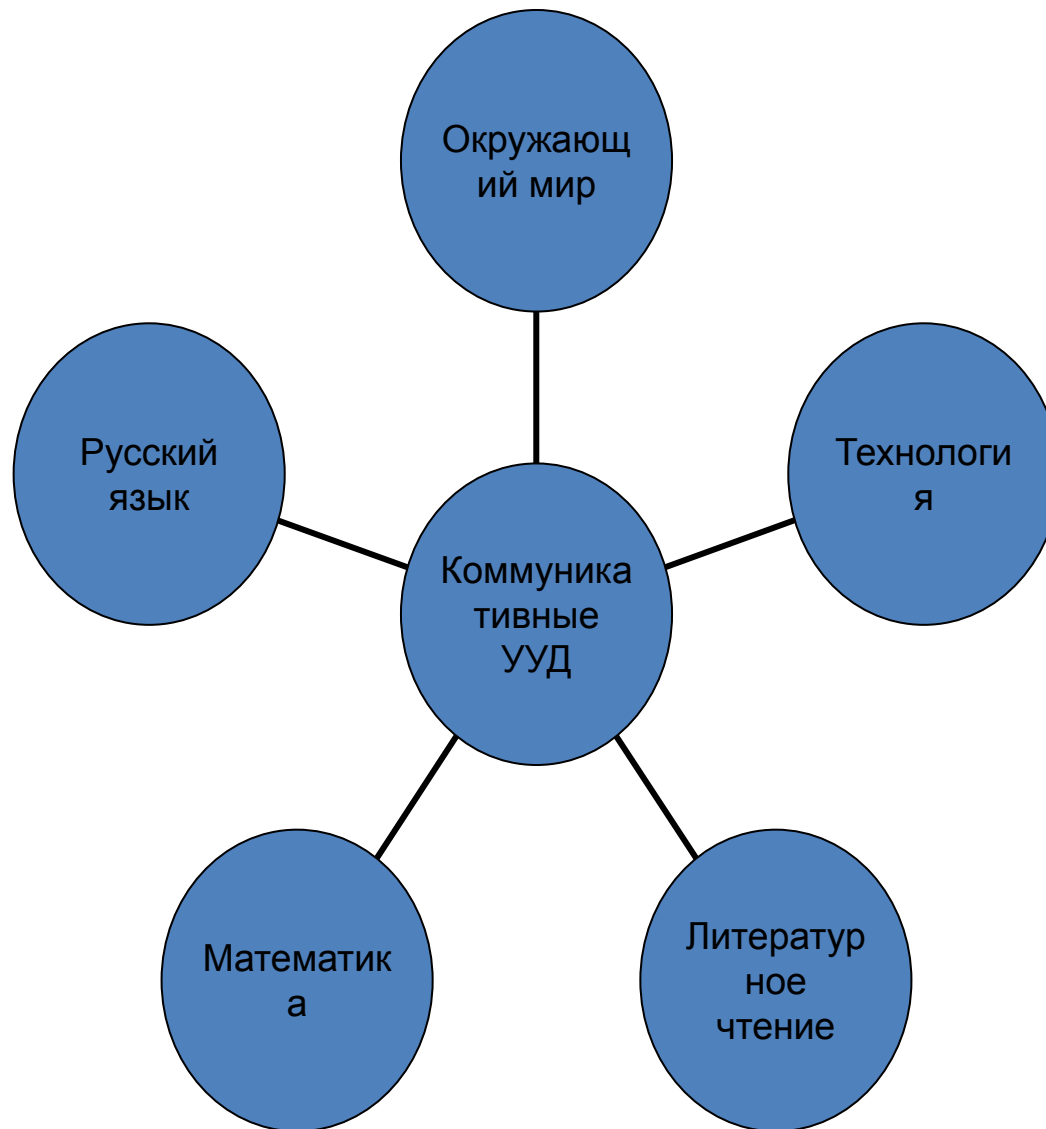 Окружающ
ий мир
Русский
язык
Технологи
я
Коммуника
тивные
УУД
Математик
а
Литератур
ное
чтение